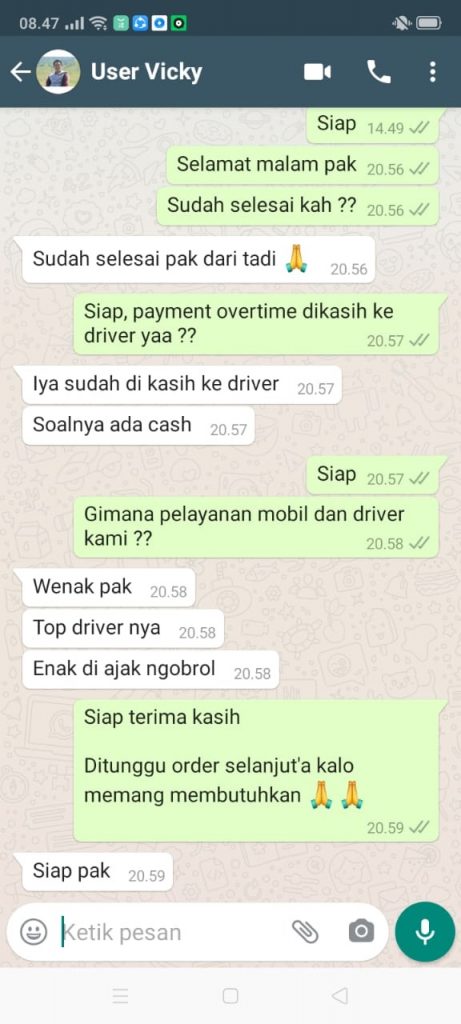 08.47
User Vicky
Siap 14.49
Selamat malam pak 20.56
Sudah selesai kah ?? 20.56
Sudah selesai pak dari tadi 🙏 20.56
Siap, payment overtime dikasih ke
driver yaa ?? 20.57
Iya sudah di kasih ke driver 20.57
Soalnya ada cash 20.57
Siap 20.57
Gimana pelayanan mobil dan driver
kami ?? 20.58
Wenak pak 20.58
Top driver nya 20.58
Enak di ajak ngobrol 20.58
Siap terima kasih
Ditunggu order selanjut'a kalo
memang membutuhkan 🙏 🙏
20.59
Siap pak 20.59
Ketik pesan